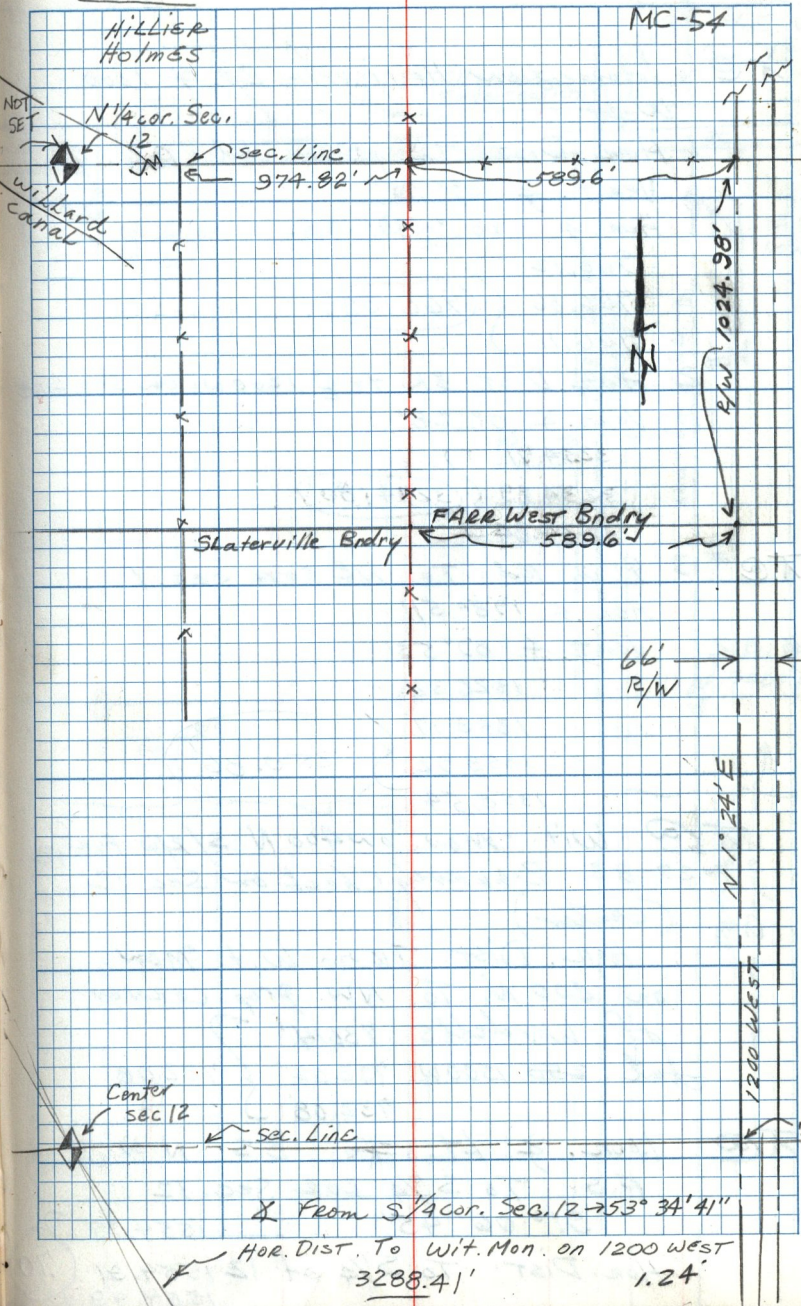 HILLIER
Holmes
MC-54
NOT
SET
N 1/4 cor. Sec.
12
Willard
canal
Sec. Line
974.82'
589.6'
R/W 1024.98'
N
FARR WEST Bndry
Slaterville Bndry
589.6'
66'
R/W
N 1° 24' E
1200 WEST
Center
sec 12
Sec. Line
∡ From S 1/4 cor. Sec. 12 → 53° 34' 41"
HOR. DIST. To Wit. Mon. on 1200 WEST
3288.41' 1.24'